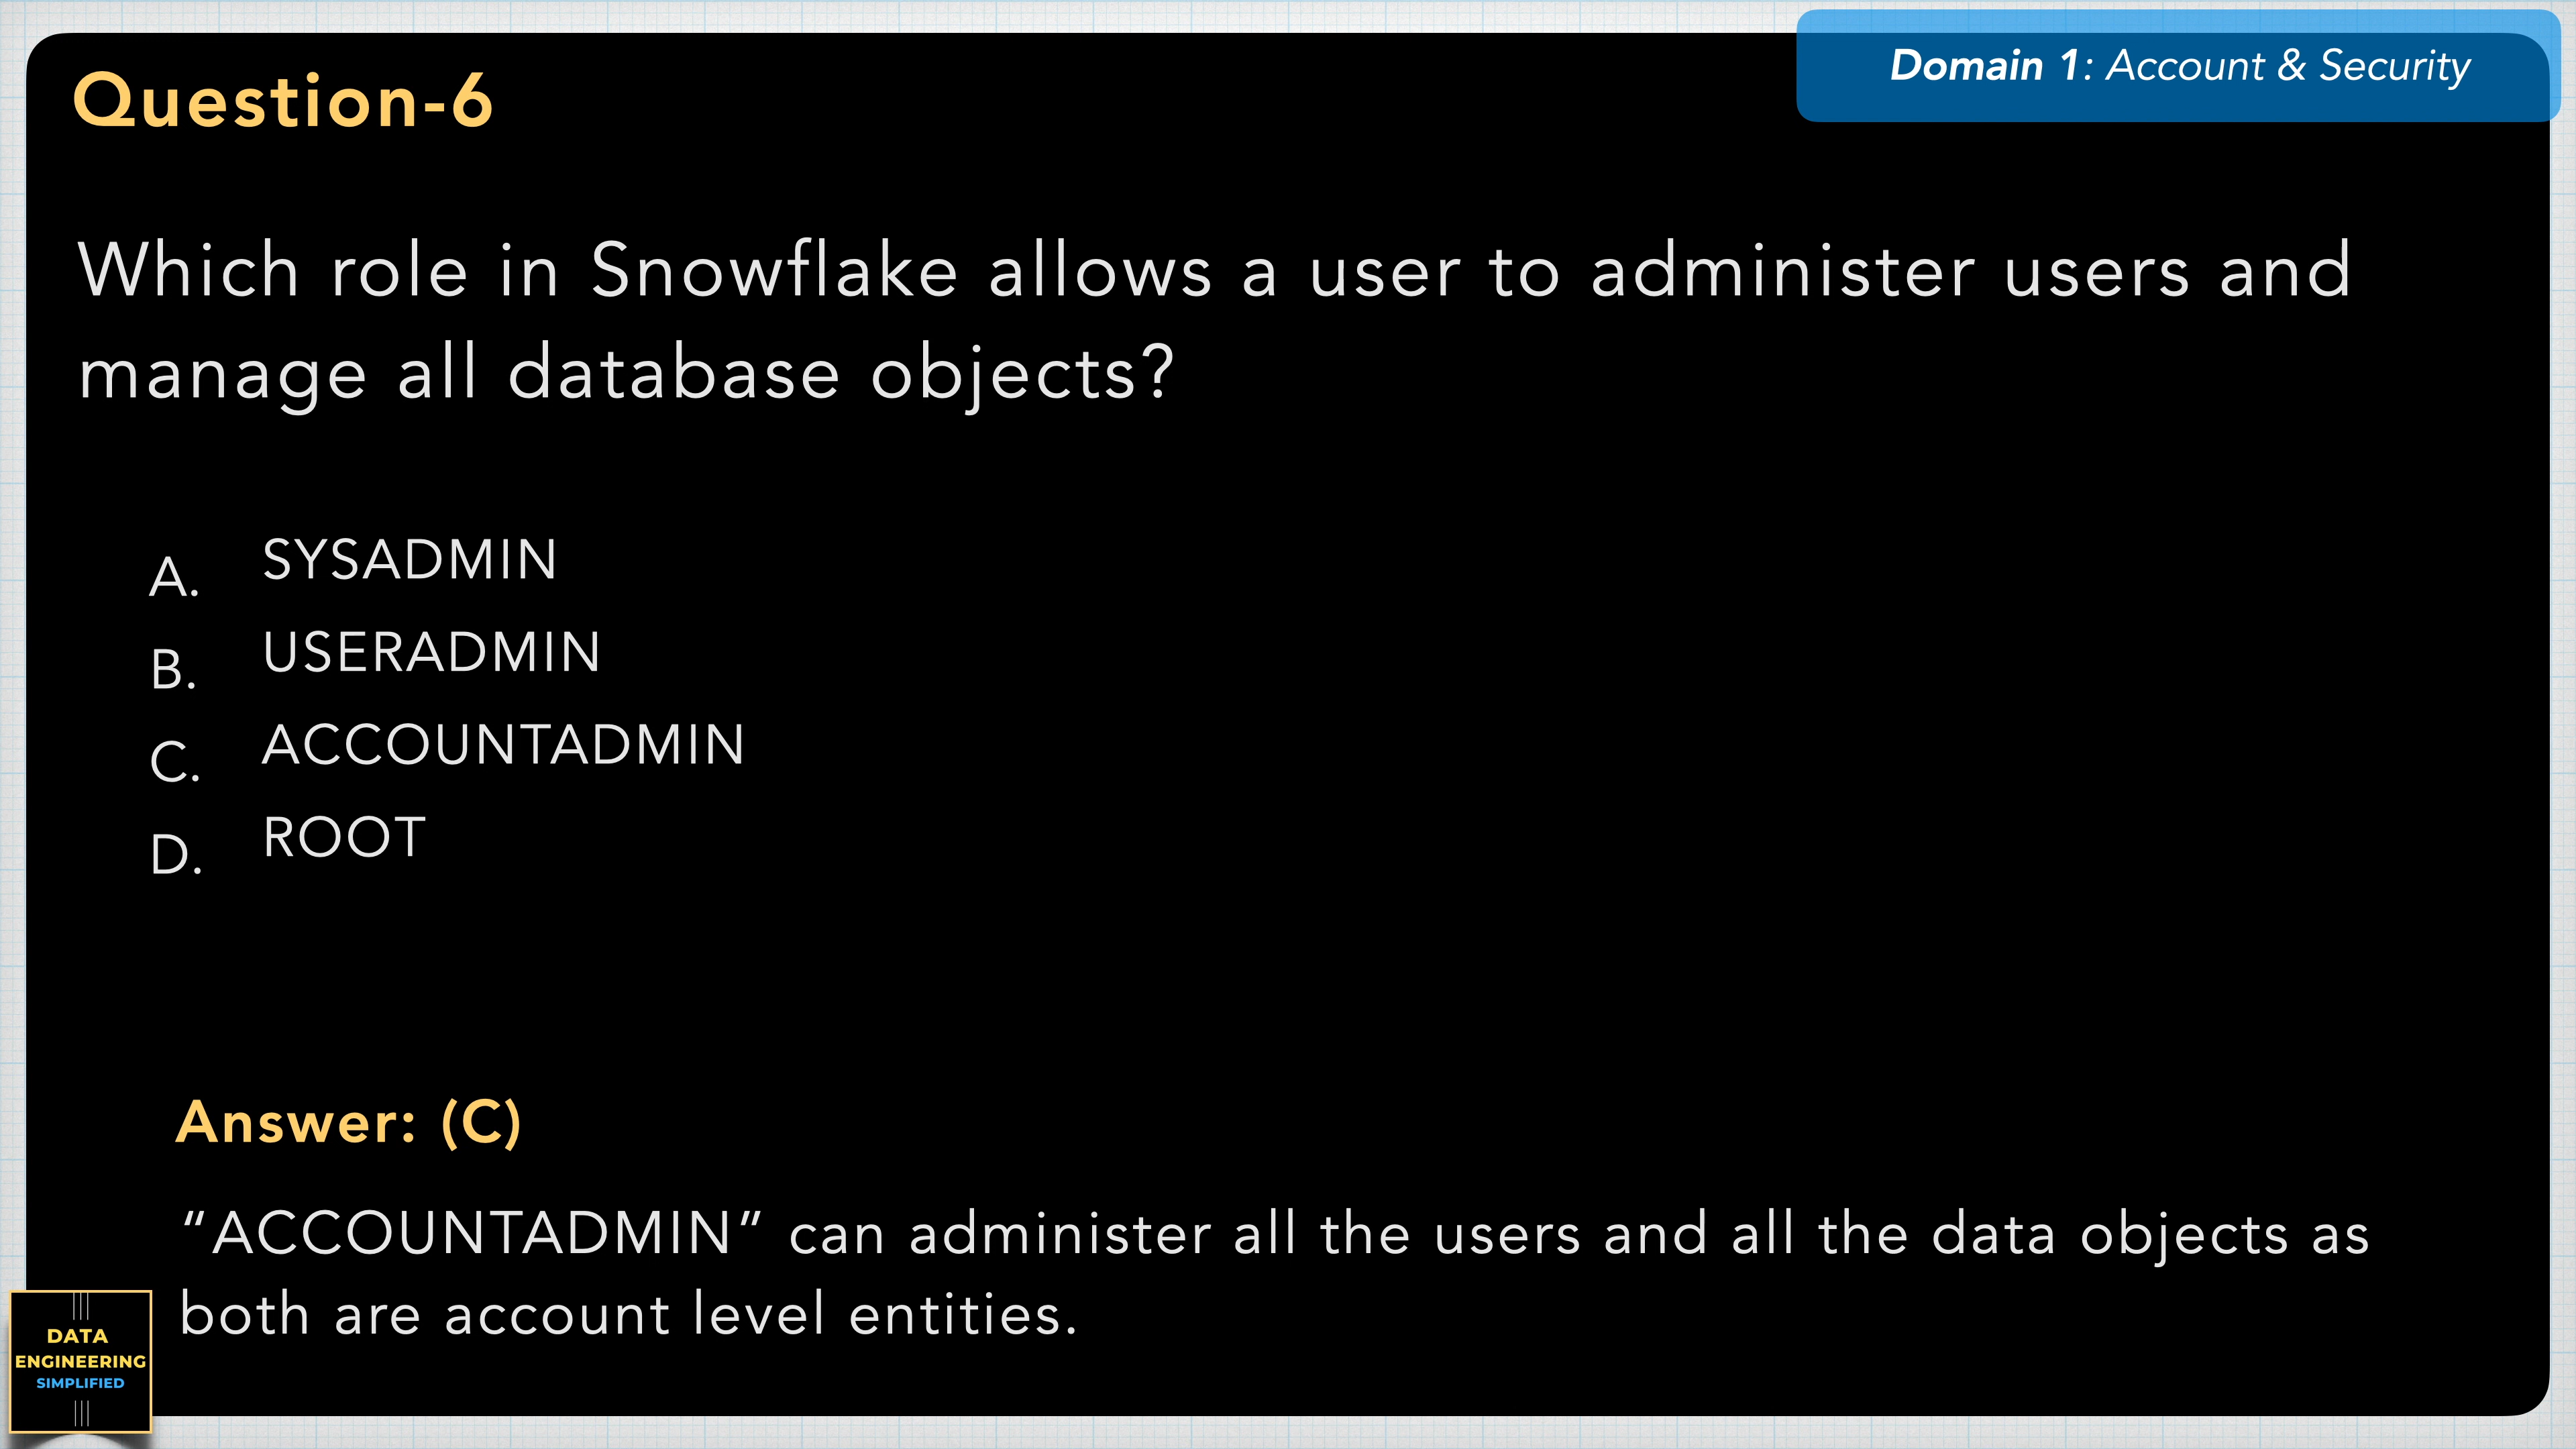 Domain 1: Account & Security
Question-6
Which role in Snowflake allows a user to administer users and
manage all database objects?
A. SYSADMIN
B. USERADMIN
C. ACCOUNTADMIN
D. ROOT
Answer: (C)
“ACCOUNTADMIN” can administer all the users and all the data objects as
both are account level entities.
DATA
ENGINEERING
SIMPLIFIED